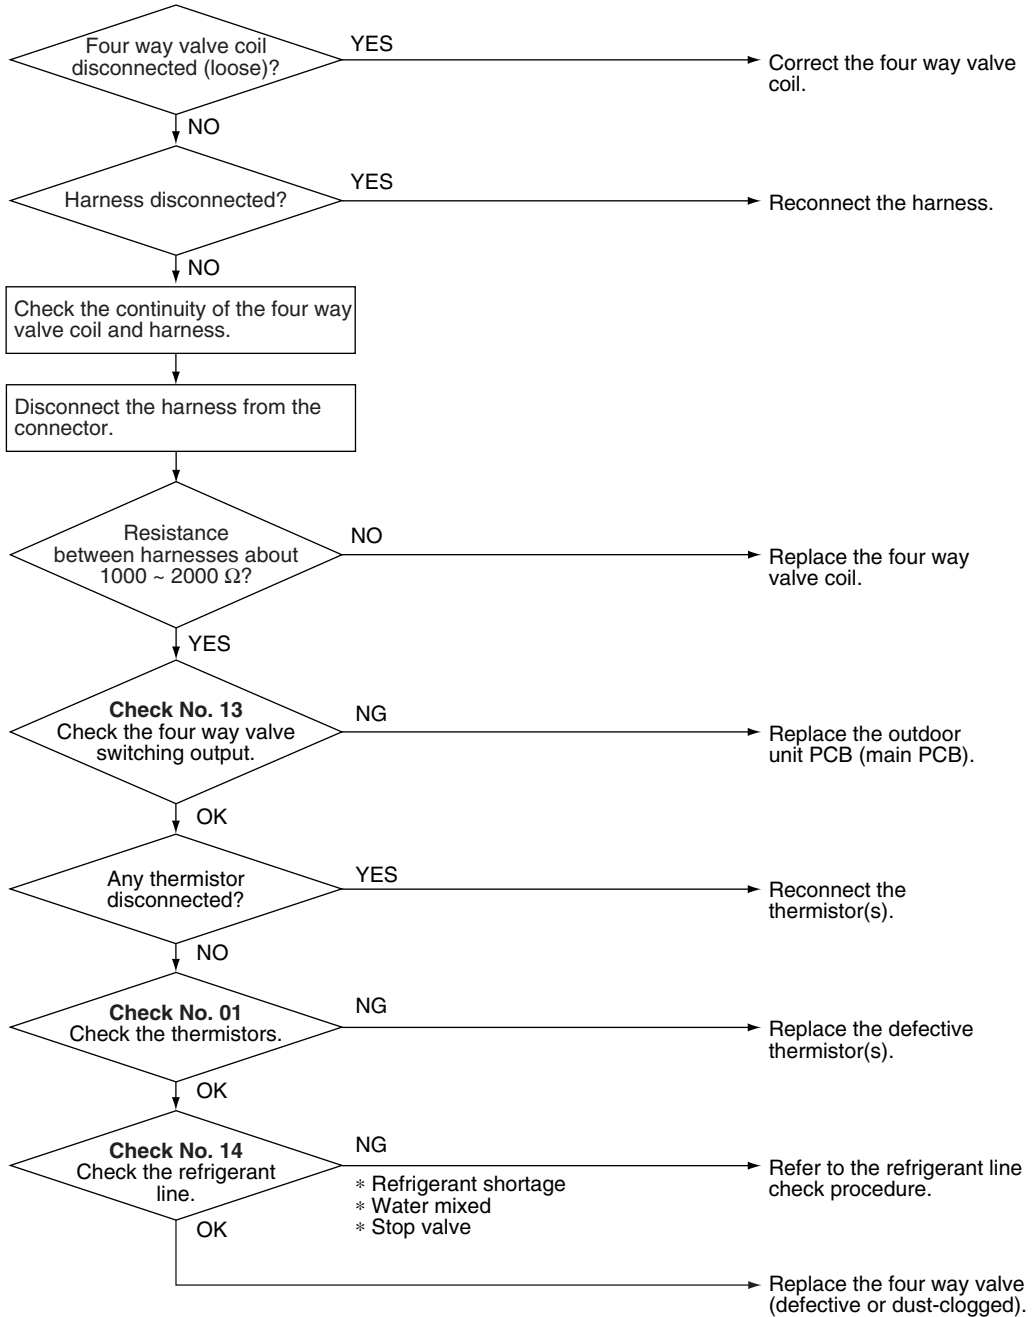 Four way valve coil
disconnected (loose)?
YES
Correct the four way valve
coil.
NO
Harness disconnected?
YES
Reconnect the harness.
NO
Check the continuity of the four way
valve coil and harness.
Disconnect the harness from the
connector.
Resistance
between harnesses about
1000 ~ 2000 Ω?
NO
Replace the four way
valve coil.
YES
Check No. 13
Check the four way valve
switching output.
NG
Replace the outdoor
unit PCB (main PCB).
OK
Any thermistor
disconnected?
YES
Reconnect the
thermistor(s).
NO
Check No. 01
Check the thermistors.
NG
Replace the defective
thermistor(s).
OK
Check No. 14
Check the refrigerant
line.
NG
∗ Refrigerant shortage
∗ Water mixed
∗ Stop valve
Refer to the refrigerant line
check procedure.
OK
Replace the four way valve
(defective or dust-clogged).